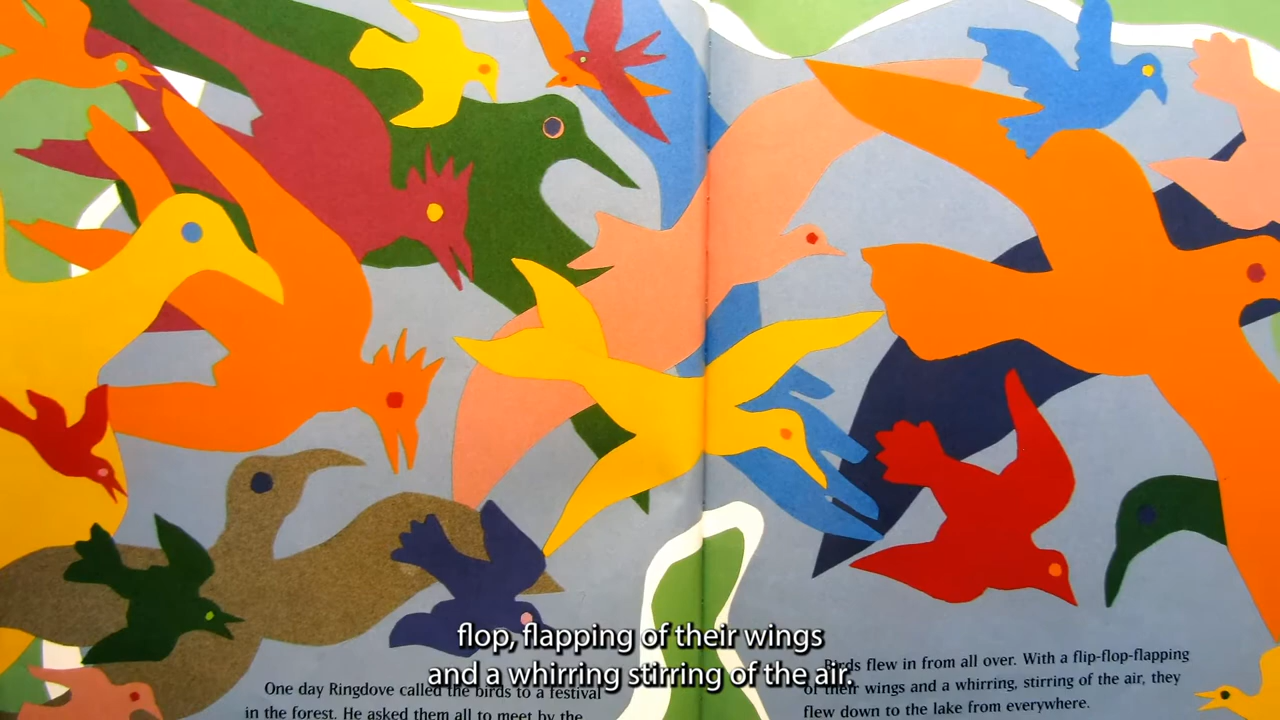 One day Ringdove called the birds to a festival
in the forest. He asked them all to meet by the
Birds flew in from all over. With a flip-flop-flapping
of their wings and a whirring, stirring of the air, they
flew down to the lake from everywhere.
flop, flapping of their wings
and a whirring stirring of the air.